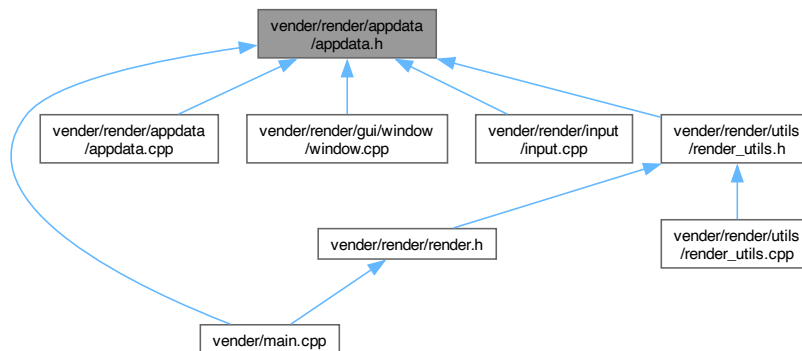 vender/render/appdata
/appdata.h
vender/render/appdata
/appdata.cpp
vender/render/gui/window
/window.cpp
vender/render/input
/input.cpp
vender/render/utils
/render_utils.h
vender/render/render.h
vender/render/utils
/render_utils.cpp
vender/main.cpp